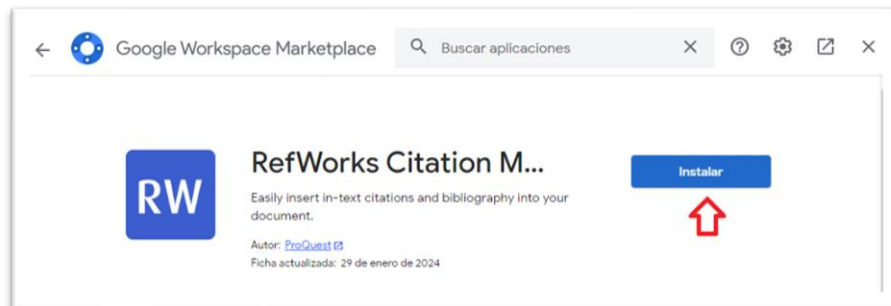 Google Workspace Marketplace
Buscar aplicaciones
RW
RefWorks Citation M...
Instalar
Easily insert in-text citations and bibliography into your
document.
Autor: ProQuest
Ficha actualizada: 29 de enero de 2024